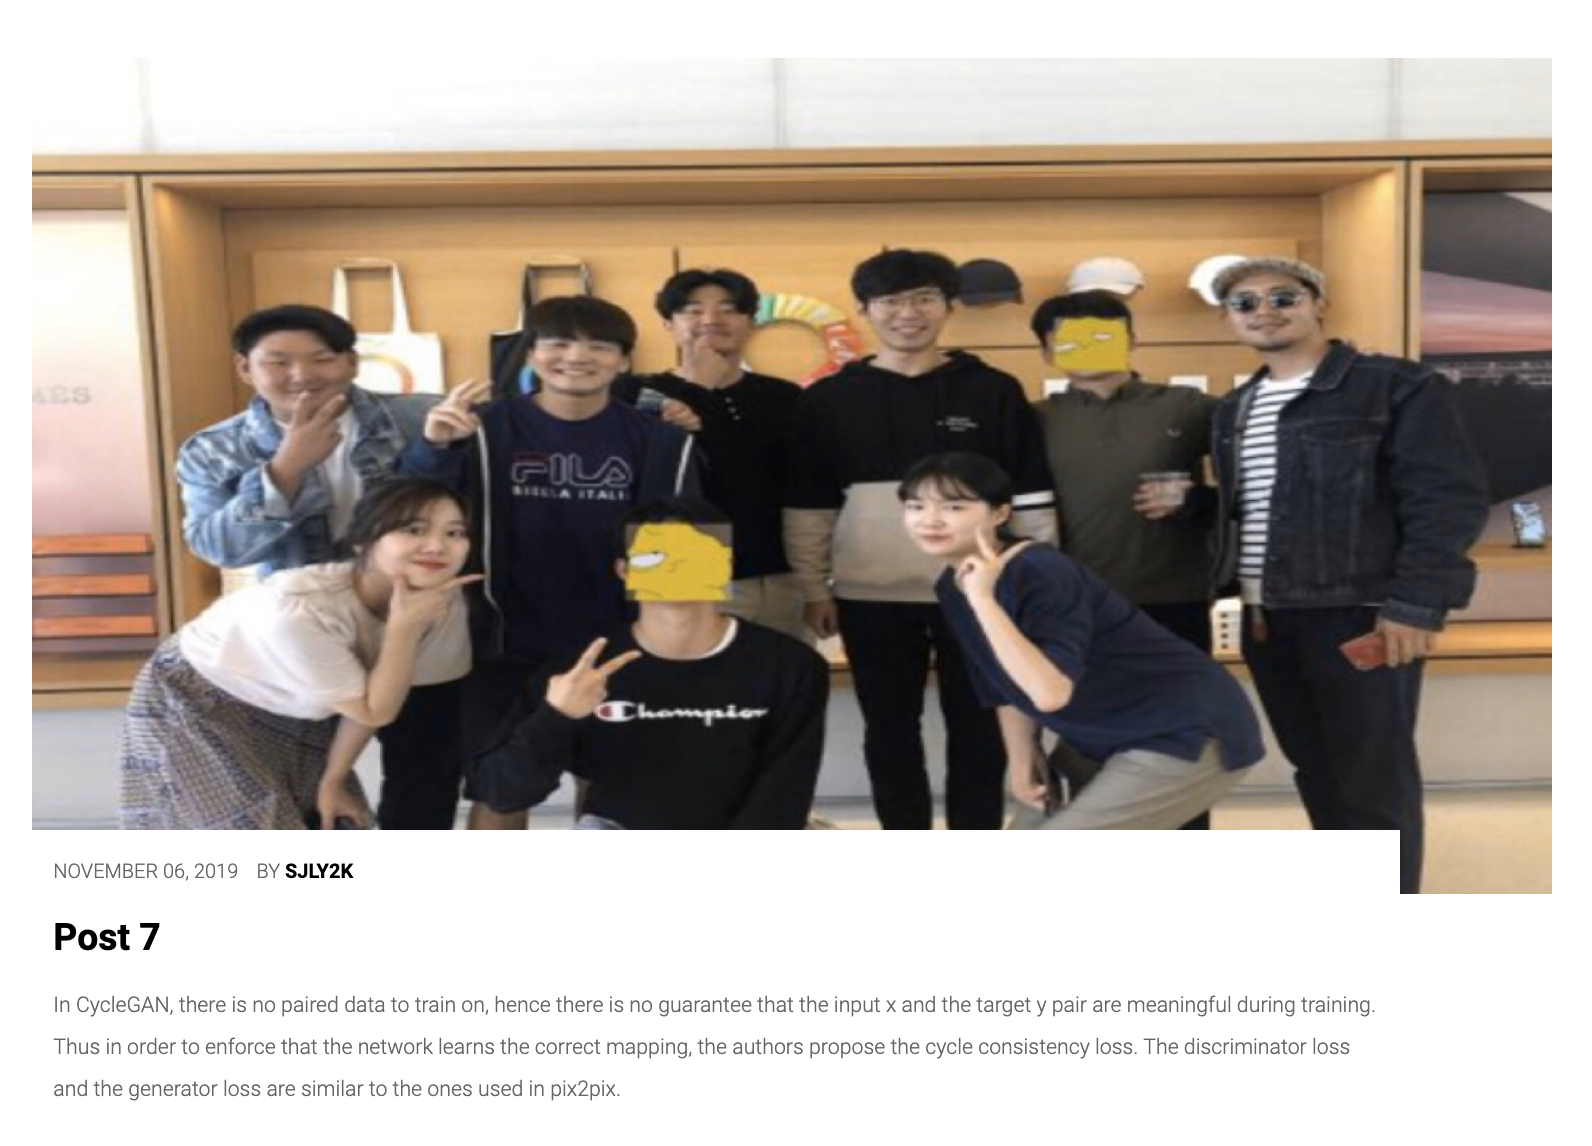 FILA
Champion
NOVEMBER 06, 2019 BY SJLY2K
Post 7
In CycleGAN, there is no paired data to train on, hence there is no guarantee that the input x and the target y pair are meaningful during training.
Thus in order to enforce that the network learns the correct mapping, the authors propose the cycle consistency loss. The discriminator loss
and the generator loss are similar to the ones used in pix2pix.